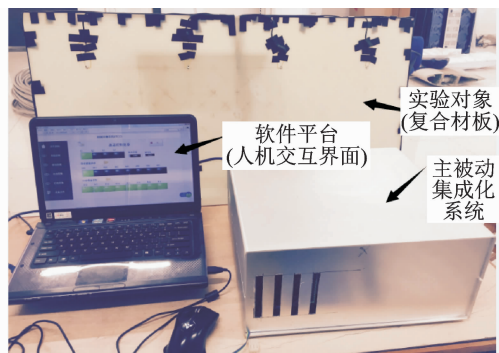 实验对象
(复合材板)
软件平台
(人机交互界面)
主被动
集成化
系统